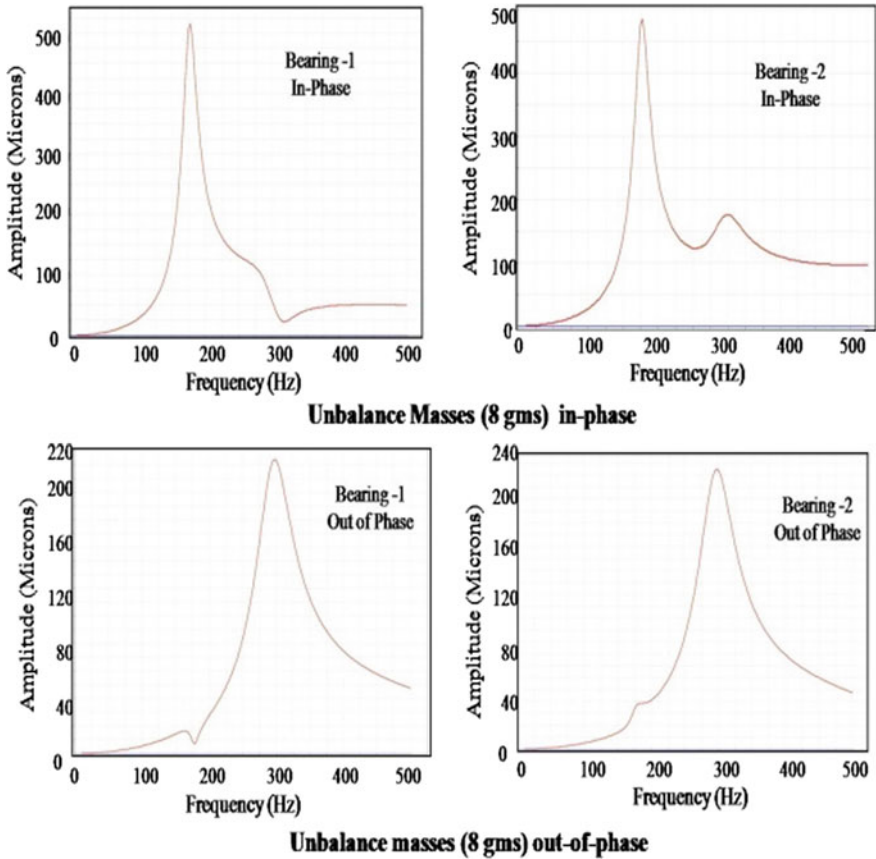 500
400
300
200
100
0
Amplitude (Microns)
Bearing -1
In-Phase
0 100 200 300 400 500
Frequency (Hz)
500
400
300
200
100
0
Amplitude (Microns)
Bearing -2
In-Phase
0 100 200 300 400 500
Frequency (Hz)
Unbalance Masses (8 gms) in-phase
220
200
160
120
80
40
0
Amplitude (Microns)
Bearing -1
Out of Phase
100 200 300 400 500
Frequency (Hz)
240
200
160
120
80
40
0
Amplitude (Microns)
Bearing -2
Out of Phase
0 100 200 300 400 500
Frequency (Hz)
Unbalance masses (8 gms) out-of-phase